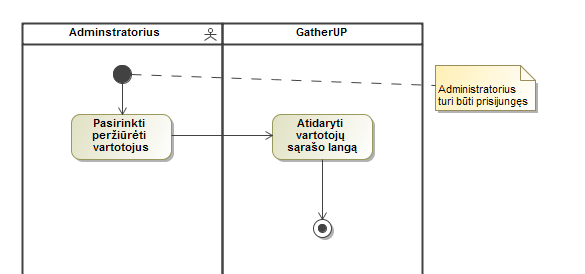 Adminstratorius
GatherUP
Administratorius
turi būti prisijungęs
Pasirinkti
peržiūrėti
vartotojus
Atidaryti
vartotojų
sąrašo langą